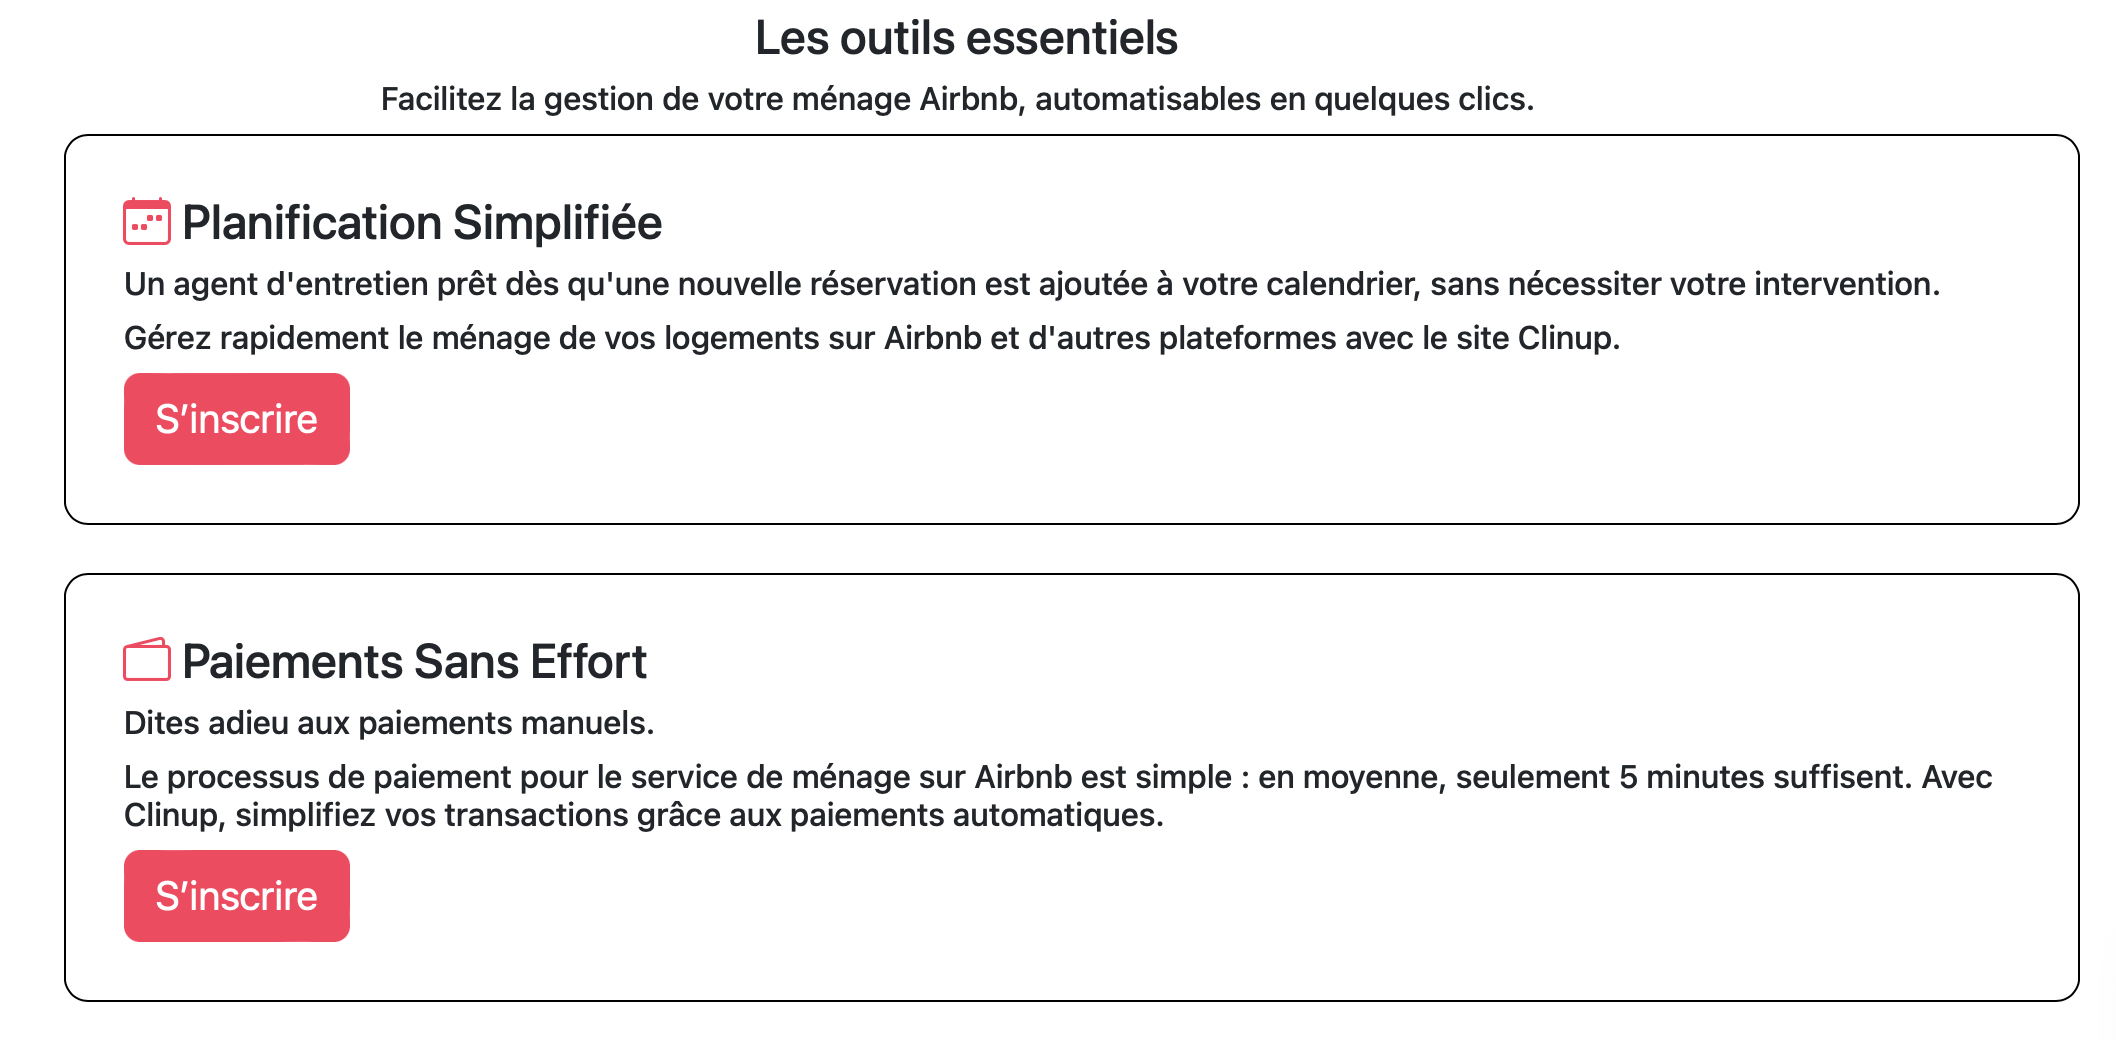 Les outils essentiels
Facilitez la gestion de votre ménage Airbnb, automatisables en quelques clics.
Planification Simplifiée
Un agent d'entretien prêt dès qu'une nouvelle réservation est ajoutée à votre calendrier, sans nécessiter votre intervention.
Gérez rapidement le ménage de vos logements sur Airbnb et d'autres plateformes avec le site Clinup.
S’inscrire
Paiements Sans Effort
Dites adieu aux paiements manuels.
Le processus de paiement pour le service de ménage sur Airbnb est simple : en moyenne, seulement 5 minutes suffisent. Avec
Clinup, simplifiez vos transactions grâce aux paiements automatiques.
S’inscrire